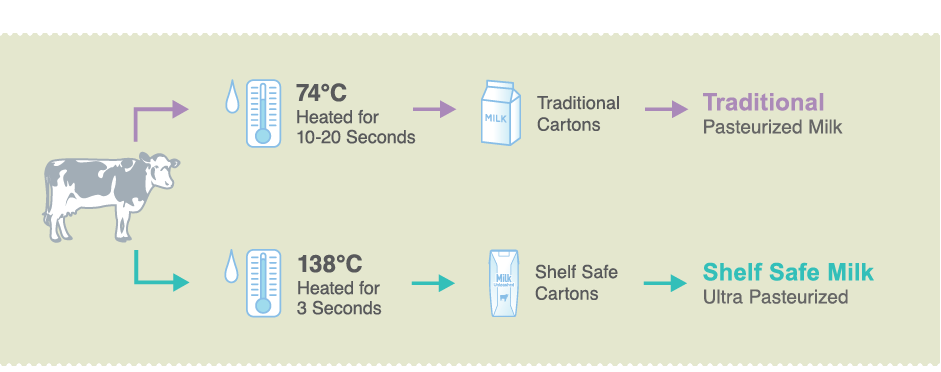 74°C
Heated for
10-20 Seconds
MILK
Traditional
Cartons
Traditional
Pasteurized Milk
138°C
Heated for
3 Seconds
Milk
Shelf Safe
Cartons
Shelf Safe Milk
Ultra Pasteurized